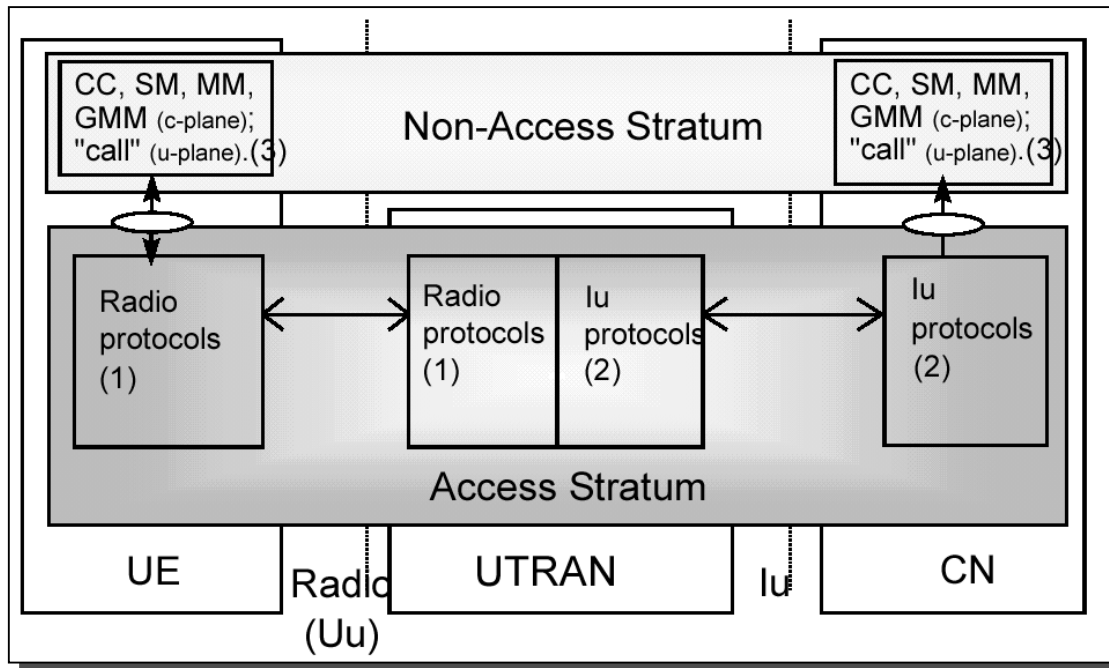 CC, SM, MM,
GMM (c-plane);
"call" (u-plane).(3)
Non-Access Stratum
CC, SM, MM,
GMM (c-plane);
"call" (u-plane).(3)
Radio
protocols
(1)
Radio
protocols
(1)
Iu
protocols
(2)
Iu
protocols
(2)
Access Stratum
UE
Radio
(Uu)
UTRAN
Iu
CN